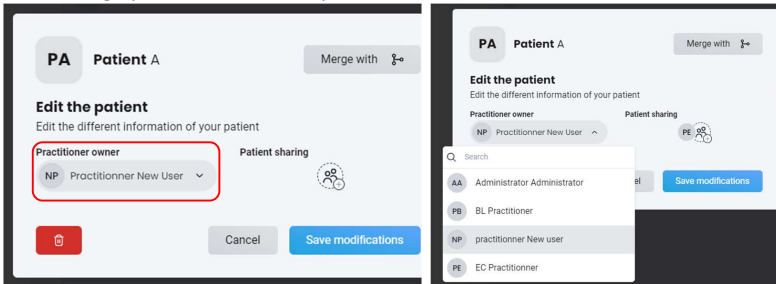 PA Patient A Merge with
Edit the patient
Edit the different information of your patient
Practitioner owner Patient sharing
NP Practitionner New User
Cancel Save modifications
PA Patient A Merge with
Edit the patient
Edit the different information of your patient
Practitioner owner Patient sharing
NP Practitionner New User PE
Search
AA Administrator Administrator
el Save modifications
PB BL Practitioner
NP practitionner New user
PE EC Practitionner